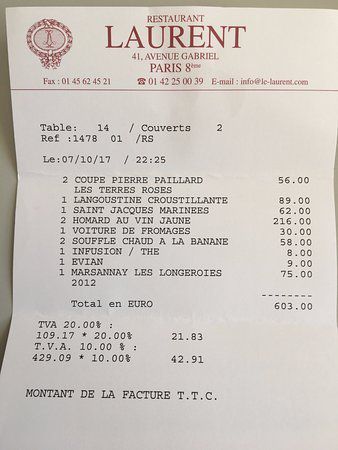 RESTAURANT
LAURENT
41, AVENUE GABRIEL
PARIS 8ème
Fax : 01 45 62 45 21 ☎ 01 42 25 00 39 E-mail : info@le-laurent.com
Table: 14 / Couverts 2
Ref :1478 01 /RS
Le:07/10/17 / 22:25
2 COUPE PIERRE PAILLARD 56.00
LES TERRES ROSES
1 LANGOUSTINE CROUSTILLANTE 89.00
1 SAINT JACQUES MARINEES 62.00
2 HOMARD AU VIN JAUNE 216.00
1 VOITURE DE FROMAGES 30.00
2 SOUFFLE CHAUD A LA BANANE 58.00
1 INFUSION / THE 8.00
1 EVIAN 9.00
1 MARSANNAY LES LONGEROIES 75.00
2012
--------
Total en EURO 603.00
TVA 20.00% :
109.17 * 20.00% 21.83
T.V.A. 10.00 % :
429.09 * 10.00% 42.91
MONTANT DE LA FACTURE T.T.C.